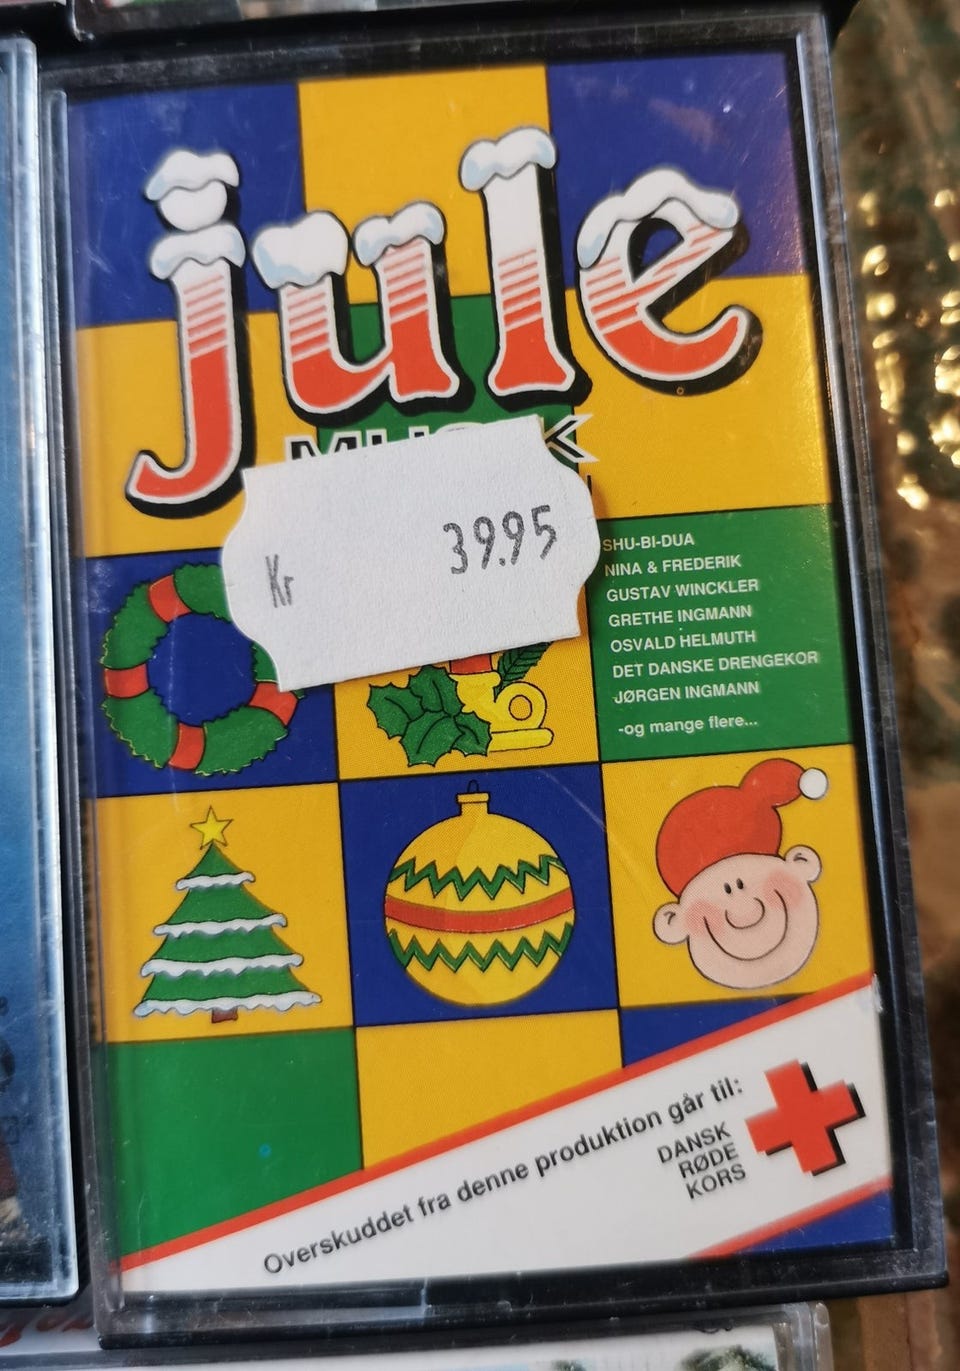 jule
Kr 39.95
SHU-BI-DUA
NINA & FREDERIK
GUSTAV WINCKLER
GRETHE INGMANN
OSVALD HELMUTH
DET DANSKE DRENGEKOR
JØRGEN INGMANN
-og mange flere...
Overskuddet fra denne produktion går til:
DANSK
RØDE
KORS